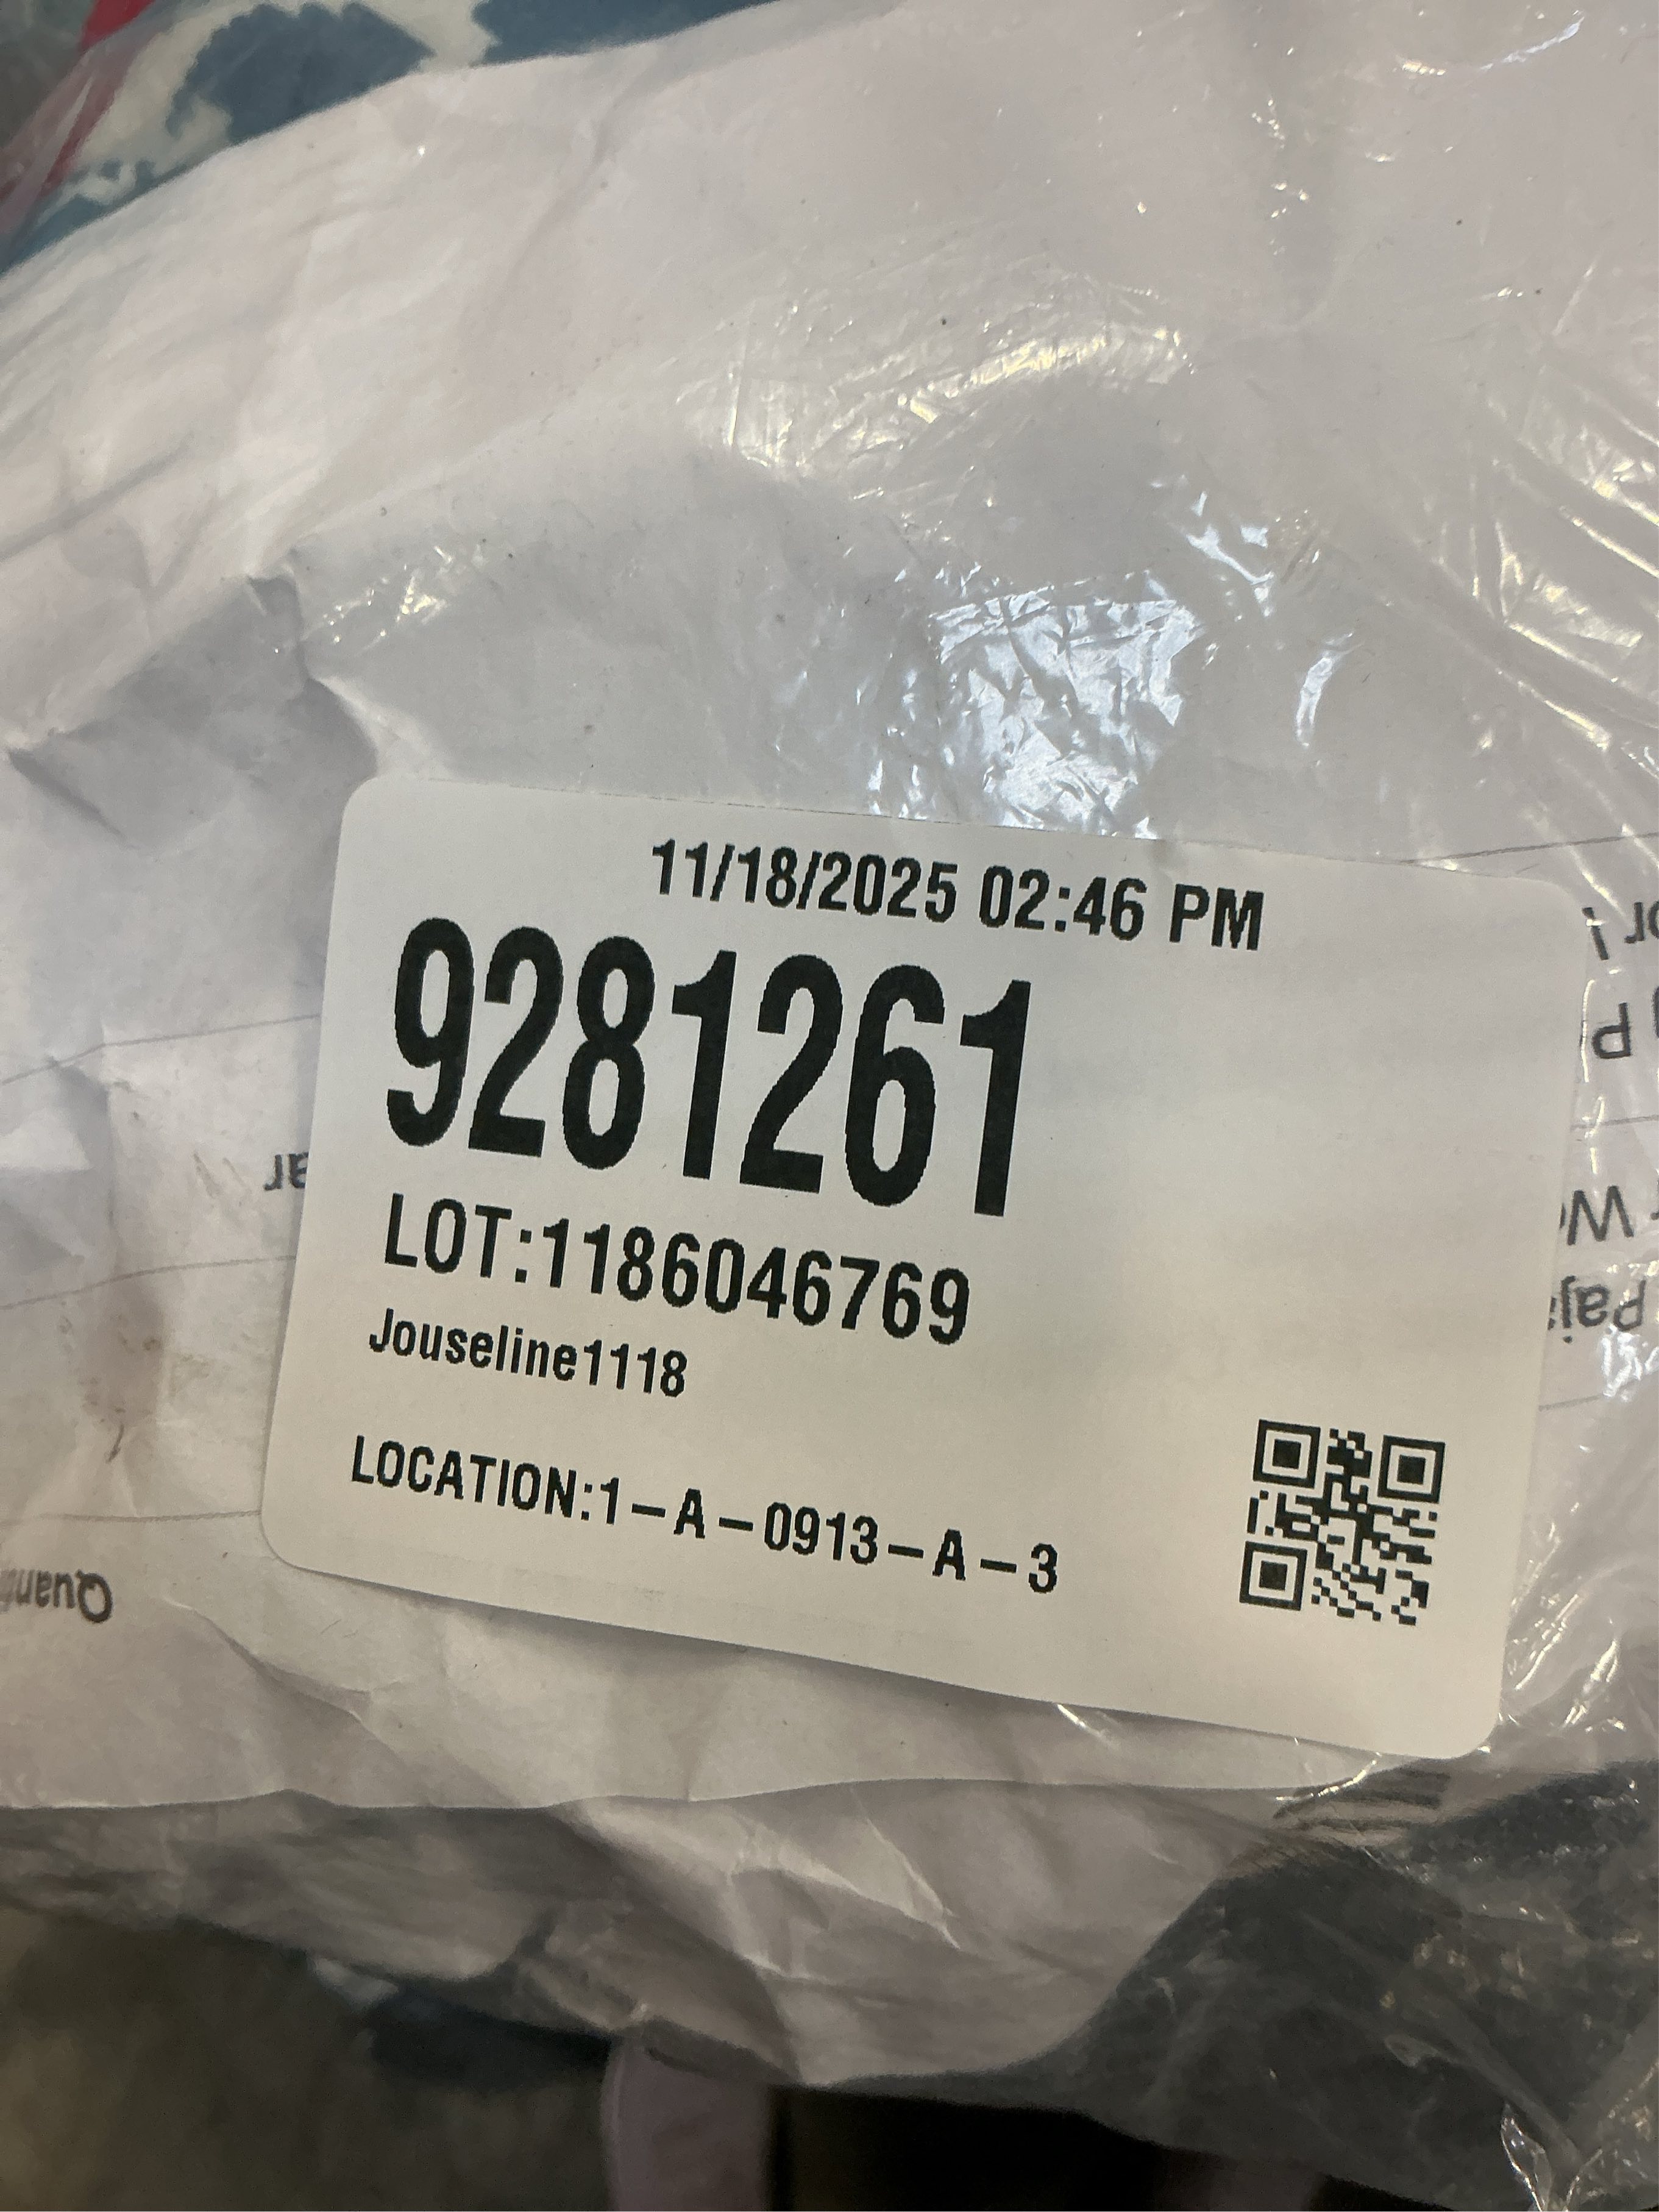 11/18/2025 02:46 PM
9281261
LOT:1186046769
Jouseline1118
LOCATION:1-A-0913-A-3